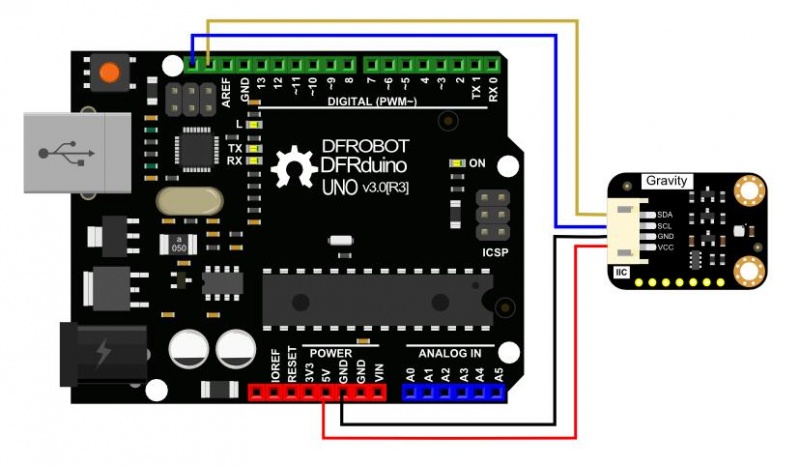 AREF
GND
13
12
~11
~10
~9
8
7
~6
~5
4
~3
2
TX 1
RX 0
DIGITAL (PWM~)
L
TX
RX
DFROBOT
DFRduino
UNO v3.0[R3]
ON
ICSP
a
050
POWER
ANALOG IN
IOREF
RESET
3V3
5V
GND
GND
VIN
A0
A1
A2
A3
A4
A5
Gravity
SDA
SCL
GND
VCC
IIC